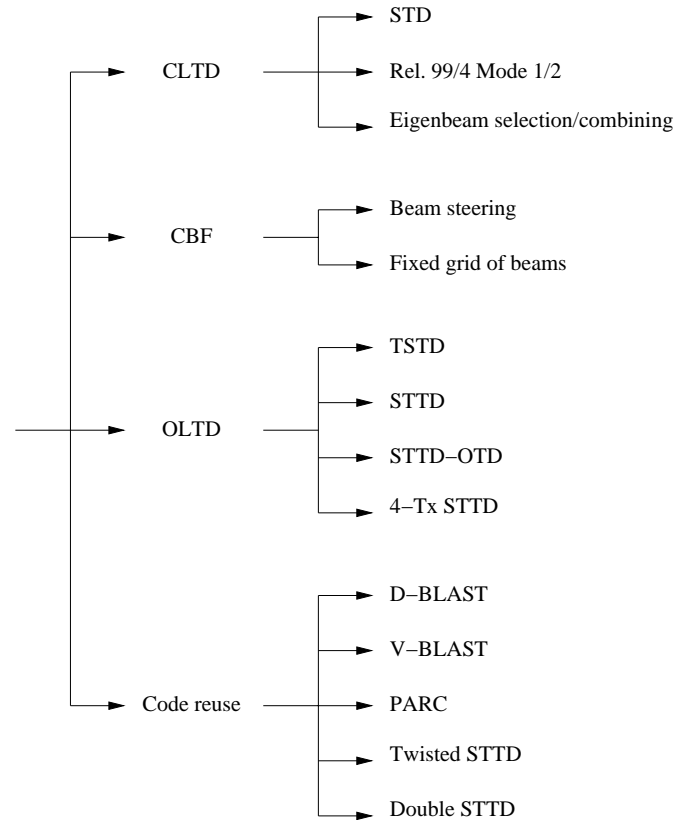 STD
CLTD
Rel. 99/4 Mode 1/2
Eigenbeam selection/combining
Beam steering
CBF
Fixed grid of beams
TSTD
STTD
OLTD
STTD−OTD
4−Tx STTD
D−BLAST
V−BLAST
Code reuse
PARC
Twisted STTD
Double STTD